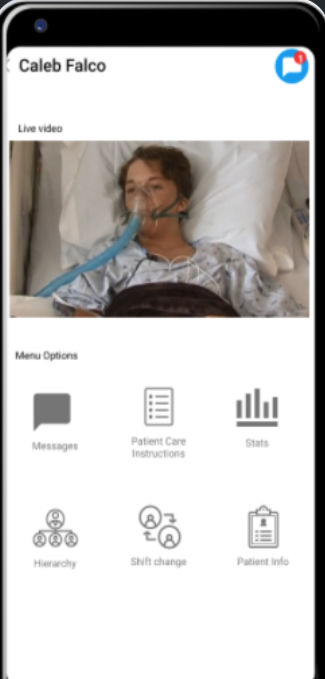 Caleb Falco
1
Live video
Menu Options
Messages
Patient Care
Instructions
Stats
Hierarchy
Shift change
Patient Info